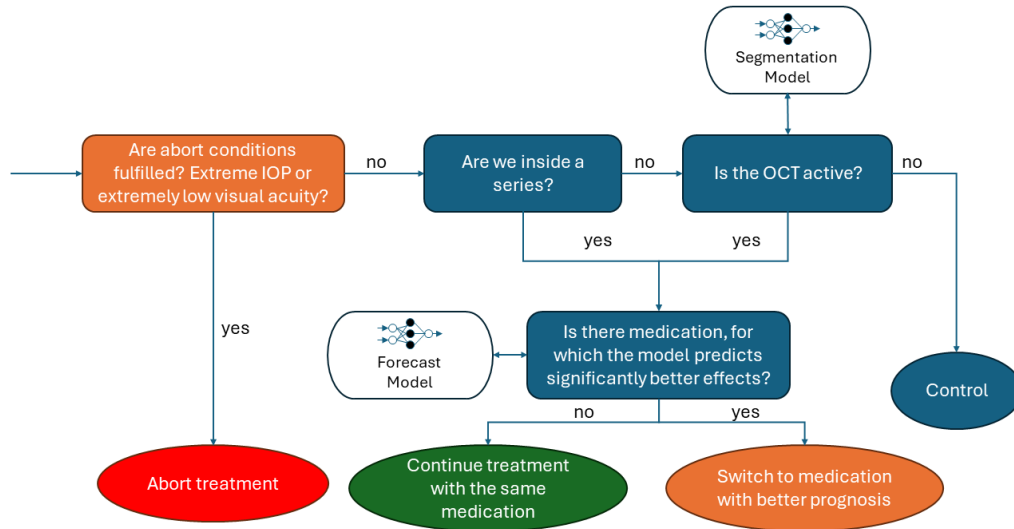 Segmentation
Model
Are abort conditions
fulfilled? Extreme IOP or
extremely low visual acuity?
no
Are we inside a
series?
no
Is the OCT active?
no
yes
yes
yes
Forecast
Model
Is there medication, for
which the model predicts
significantly better effects?
Control
no
yes
Abort treatment
Continue treatment
with the same
medication
Switch to medication
with better prognosis